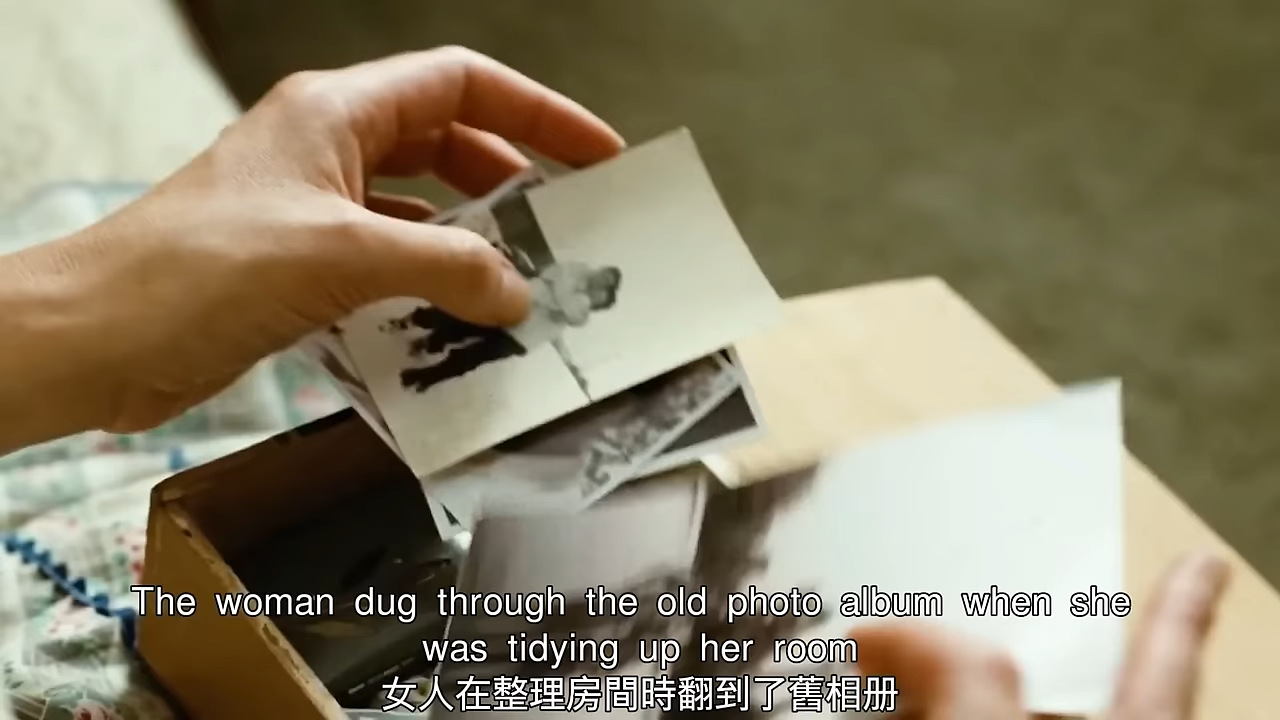 The woman dug through the old photo album when she
was tidying up her room
女人在整理房間時翻到了舊相册